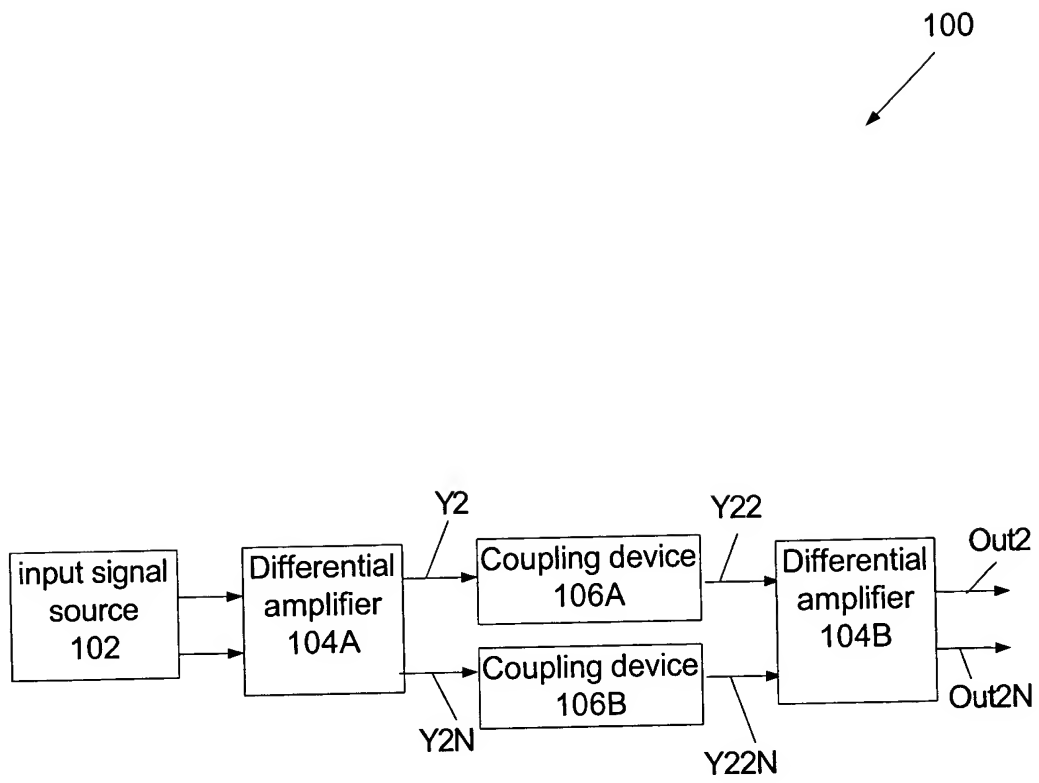 100
Y2
Y22
Out2
input signal
source
102
Differential
amplifier
104A
Coupling device
106A
Differential
amplifier
104B
Coupling device
106B
Y2N
Y22N
Out2N